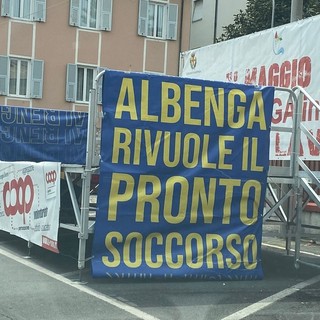 ALBENGA
RIVUOLE IL
PRONTO
SOCCORSO
MAGGIO
coop